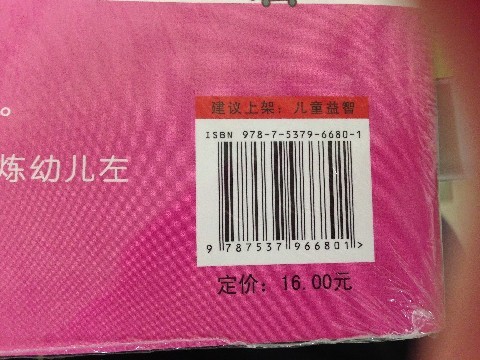 。
炼幼儿左
建议上架：儿童益智
ISBN 978-7-5379-6680-1
9 787537 966801 >
定价：16.00元